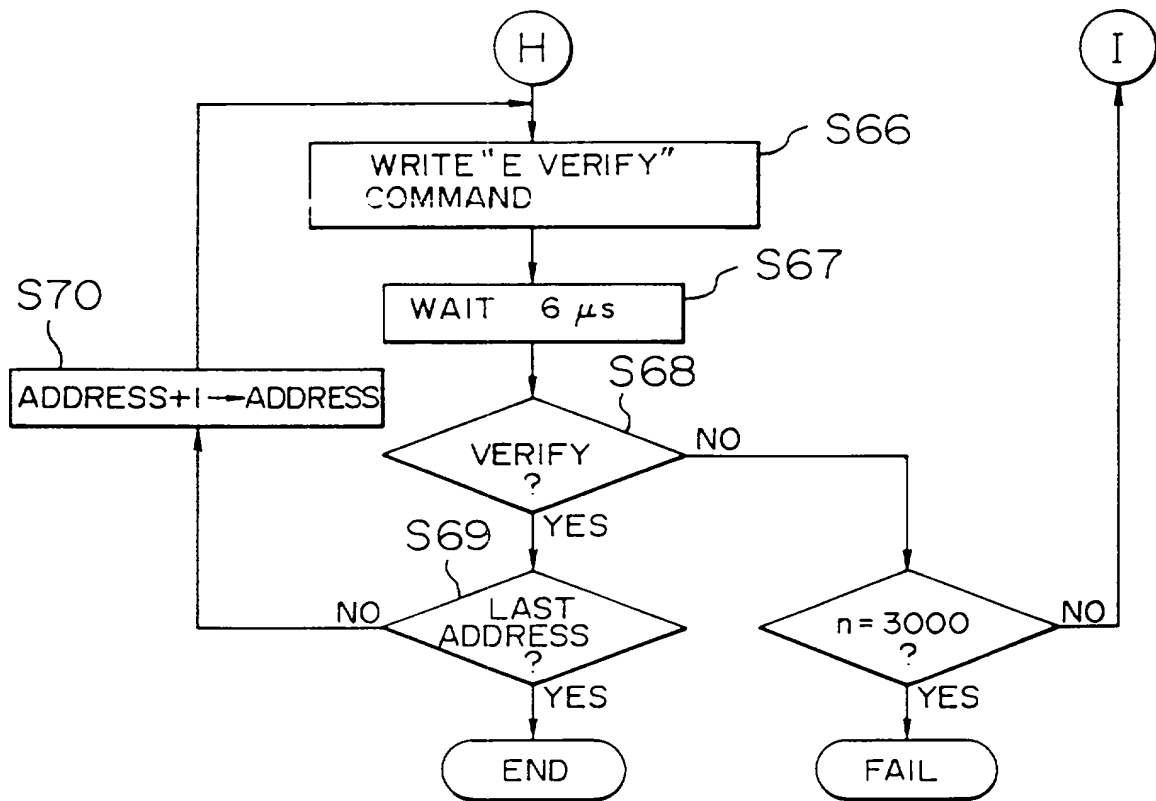 H
I
S66
WRITE "E VERIFY"
COMMAND
S67
WAIT 6 μs
S70
ADDRESS+1→ADDRESS
S68
VERIFY
?
NO
YES
S69
LAST
ADDRESS
?
NO
YES
n = 3000
?
NO
YES
END
FAIL